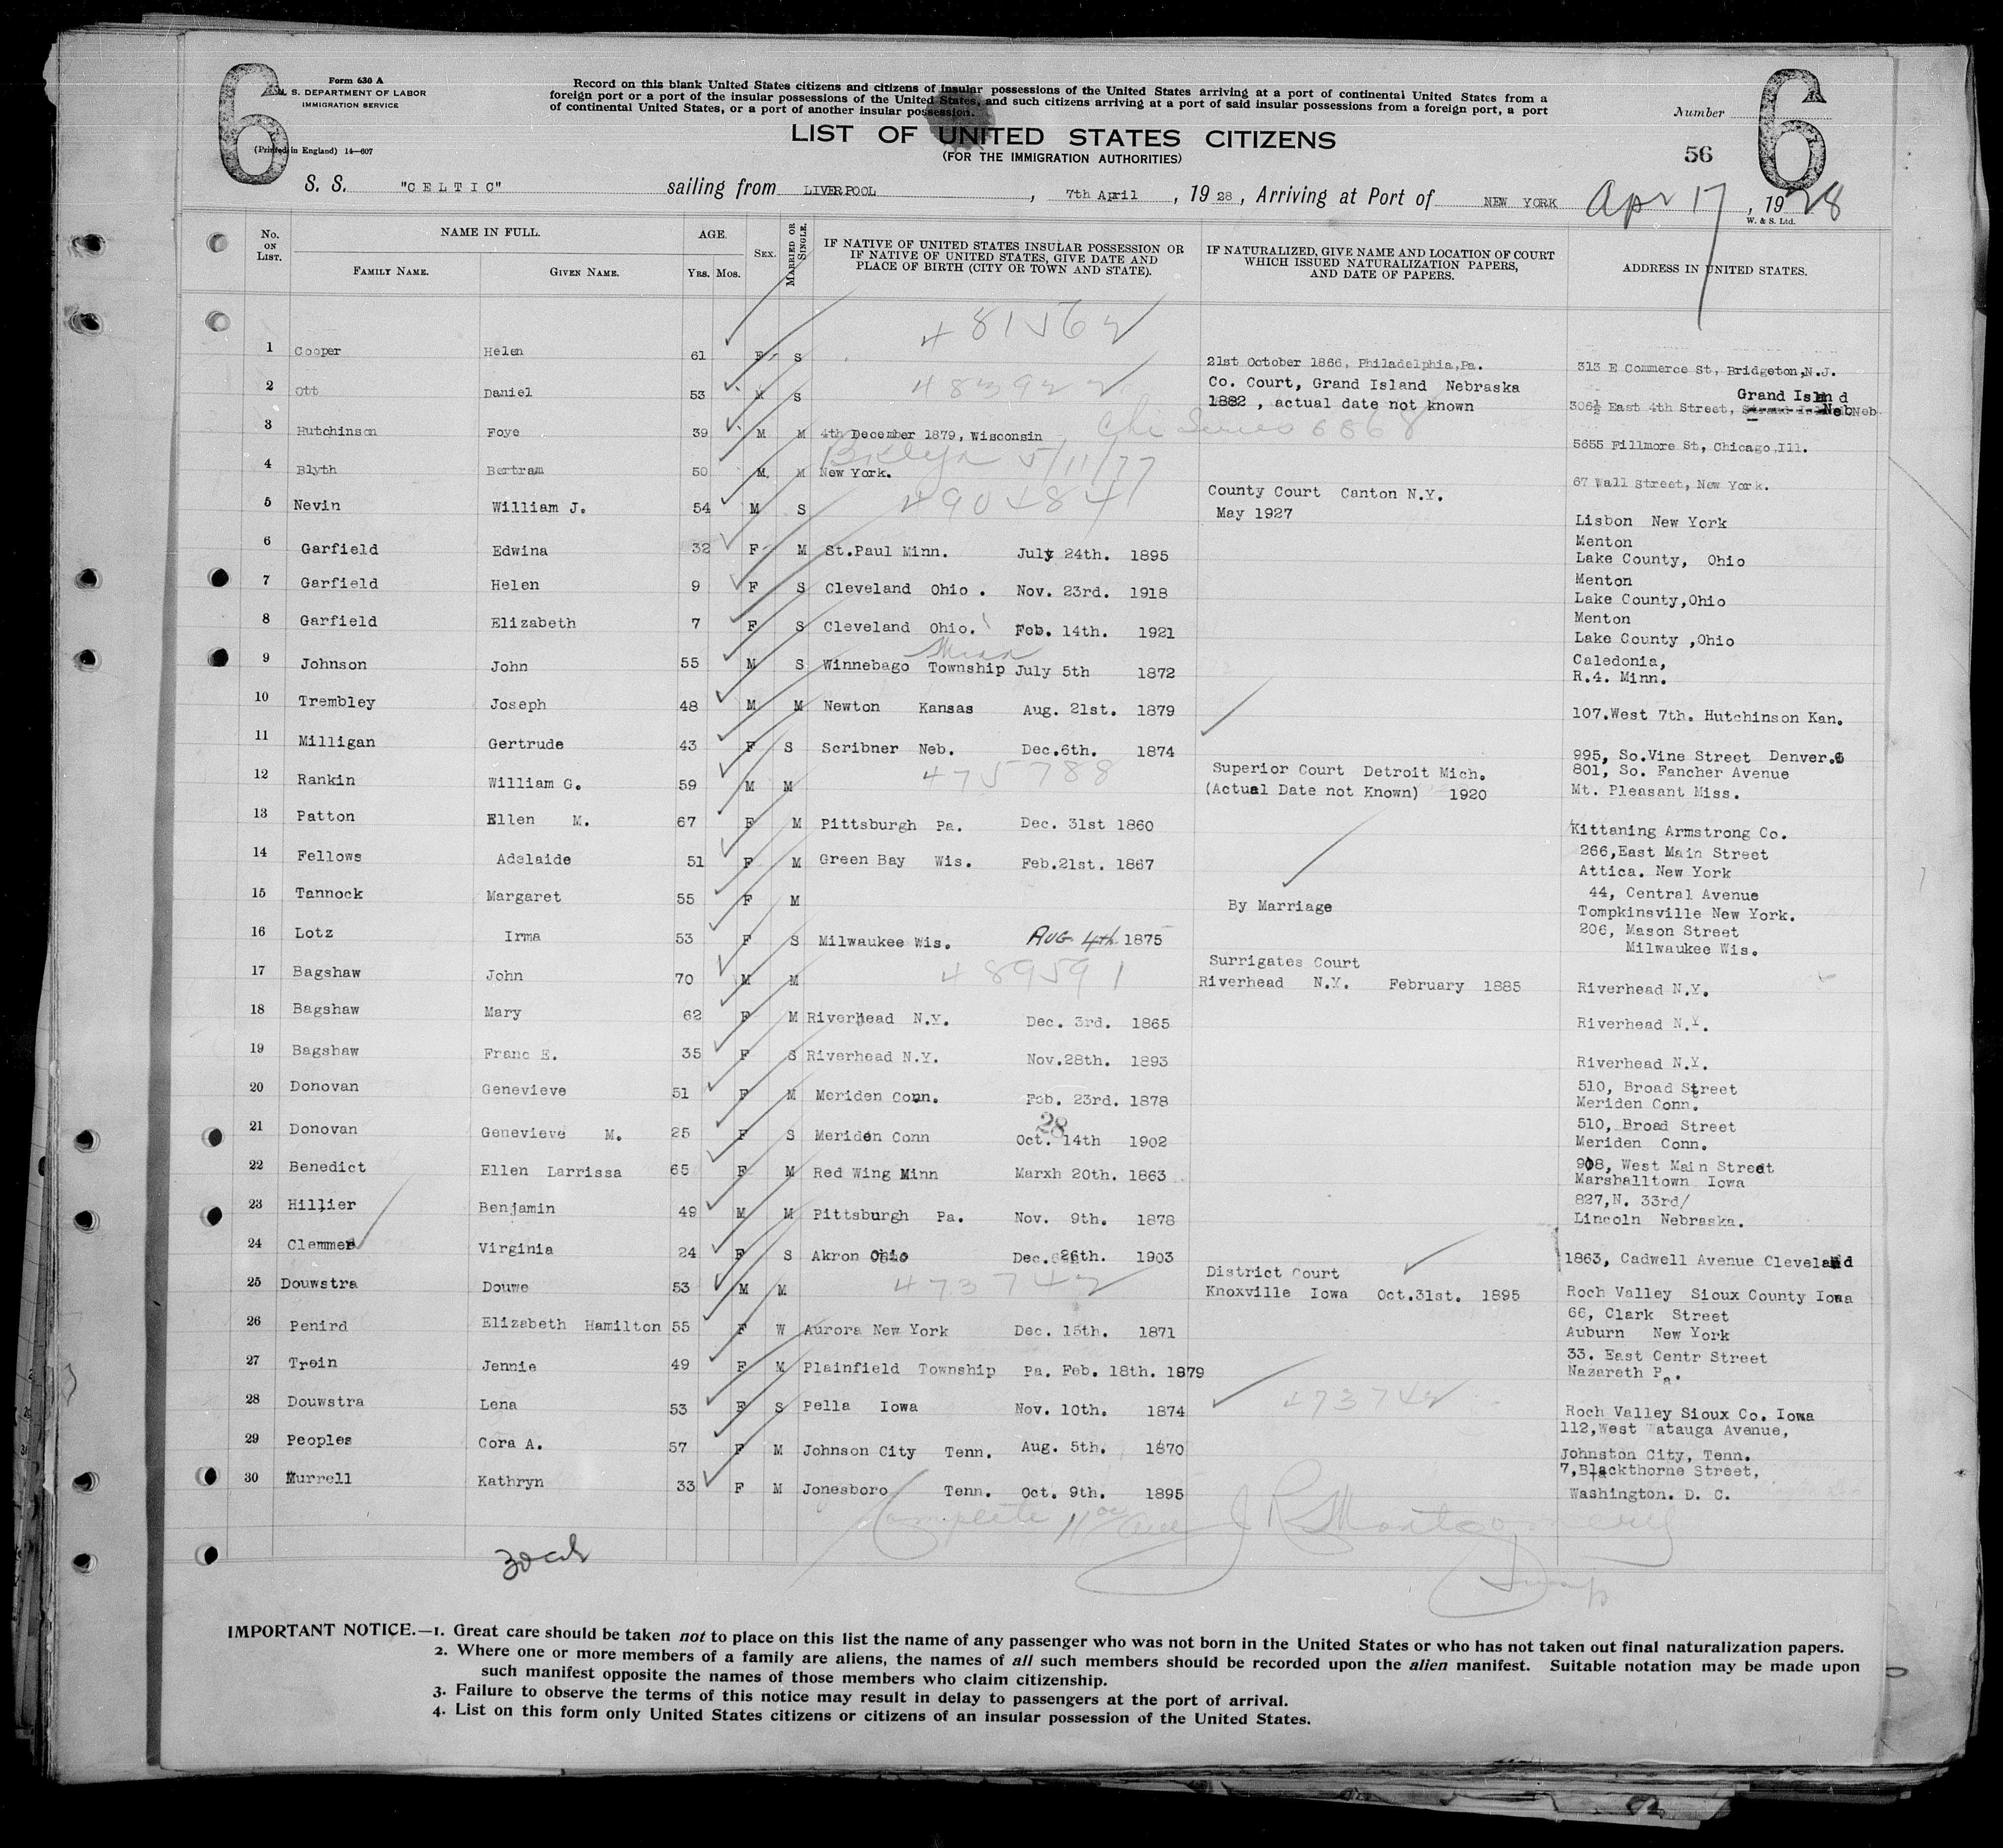 6
Form 630 A
U. S. DEPARTMENT OF LABOR
IMMIGRATION SERVICE
(Printed in England) 14—607
Record on this blank United States citizens and citizens of insular possessions of the United States arriving at a port of continental United States from a
foreign port or a port of the insular possessions of the United States, and such citizens arriving at a port of said insular possessions from a foreign port, a port
of continental United States, or a port of another insular possession.
LIST OF UNITED STATES CITIZENS
(FOR THE IMMIGRATION AUTHORITIES)
Number
6
56
S. S. "CELTIC" sailing from LIVERPOOL, 7th April, 1928, Arriving at Port of NEW YORK Apr 17, 1928
W. & S. Ltd.
No. ON LIST. NAME IN FULL. FAMILY NAME. GIVEN NAME. AGE. YRS. MOS. SEX. MARRIED OR SINGLE. IF NATIVE OF UNITED STATES INSULAR POSSESSION OR IF NATIVE OF UNITED STATES, GIVE DATE AND PLACE OF BIRTH (CITY OR TOWN AND STATE). IF NATURALIZED, GIVE NAME AND LOCATION OF COURT WHICH ISSUED NATURALIZATION PAPERS, AND DATE OF PAPERS. ADDRESS IN UNITED STATES.
481562
1 Cooper Helen 61 F S 21st October 1866, Philadelphia,Pa. 313 E Commerce St, Bridgeton,N.J.
2 Ott Daniel 53 M S 483922 Co. Court, Grand Island Nebraska Grand Island
1882 , actual date not known 306½ East 4th Street, Neb Neb
3 Hutchinson Foye 39 M M 4th December 1879, Wisconsin Chi Series 6868 5655 Fillmore St, Chicago,Ill.
Bklyn 5/11/77
4 Blyth Bertram 50 M. M New York. 67 Wall Street, New York.
5 Nevin William J. 54 M S 490484 County Court Canton N.Y.
May 1927 Lisbon New York
6 Garfield Edwina 32 F M St.Paul Minn. July 24th. 1895 Menton
Lake County, Ohio
7 Garfield Helen 9 F S Cleveland Ohio . Nov. 23rd. 1918 Menton
Lake County,Ohio
8 Garfield Elizabeth 7 F S Cleveland Ohio. Feb. 14th. 1921 Menton
Lake County ,Ohio
Minn
9 Johnson John 55 M S Winnebago Township July 5th 1872 Caledonia,
R.4. Minn.
10 Trembley Joseph 48 M M Newton Kansas Aug. 21st. 1879 107.West 7th. Hutchinson Kan.
11 Milligan Gertrude 43 F S Scribner Neb. Dec.6th. 1874 995, So.Vine Street Denver.
12 Rankin William G. 59 M M 475788 Superior Court Detroit Mich. 801, So. Fancher Avenue
(Actual Date not Known) 1920 Mt. Pleasant Miss.
13 Patton Ellen M. 67 F M Pittsburgh Pa. Dec. 31st 1860 Kittaning Armstrong Co.
14 Fellows Adelaide 51 F M Green Bay Wis. Feb.21st. 1867 266,East Main Street
Attica. New York
15 Tannock Margaret 55 F M By Marriage 44, Central Avenue
Tompkinsville New York.
16 Lotz Irma 53 F S Milwaukee Wis. AUG 4th 1875 206, Mason Street
Milwaukee Wis.
17 Bagshaw John 70 M M 489591 Surrigates Court
Riverhead N.Y. February 1885 Riverhead N.Y.
18 Bagshaw Mary 62 F M Riverhead N.Y. Dec. 3rd. 1865 Riverhead N.Y.
19 Bagshaw Franc E. 35 F S Riverhead N.Y. Nov.28th. 1893 Riverhead N.Y.
20 Donovan Genevieve 51 F M Meriden Conn. Feb. 23rd. 1878 510, Broad Street
Meriden Conn.
28
21 Donovan Genevieve M. 25 F S Meriden Conn Oct. 14th 1902 510, Broad Street
Meriden Conn.
22 Benedict Ellen Larrissa 65 F M Red Wing Minn Marxh 20th. 1863 908, West Main Street
Marshalltown Iowa
23 Hillier Benjamin 49 M M Pittsburgh Pa. Nov. 9th. 1878 827,N. 33rd/
Lincoln Nebraska.
24 Clemmer Virginia 24 F S Akron Ohio Dec. 26th. 1903 1863, Cadwell Avenue Cleveland
25 Douwstra Douwe 53 M M 473742 District Court
Knoxville Iowa Oct.31st. 1895 Roch Valley Sioux County Iowa
26 Penird Elizabeth Hamilton 55 F W Aurora New York Dec. 15th. 1871 66, Clark Street
Auburn New York
27 Trein Jennie 49 F M Plainfield Township Pa. Feb. 18th. 1879 33. East Centr Street
Nazareth Pa.
28 Douwstra Lena 53 F S Pella Iowa Nov. 10th. 1874 473742 Roch Valley Sioux Co. Iowa
29 Peoples Cora A. 57 F M Johnson City Tenn. Aug. 5th. 1870 112,West Watauga Avenue,
Johnston City, Tenn.
30 Murrell Kathryn 33 F M Jonesboro Tenn. Oct. 9th. 1895 7,Blackthorne Street,
Washington. D. C.
Complete J R Montgomery
Insp
IMPORTANT NOTICE.—1. Great care should be taken not to place on this list the name of any passenger who was not born in the United States or who has not taken out final naturalization papers.
2. Where one or more members of a family are aliens, the names of all such members should be recorded upon the alien manifest. Suitable notation may be made upon
such manifest opposite the names of those members who claim citizenship.
3. Failure to observe the terms of this notice may result in delay to passengers at the port of arrival.
4. List on this form only United States citizens or citizens of an insular possession of the United States.